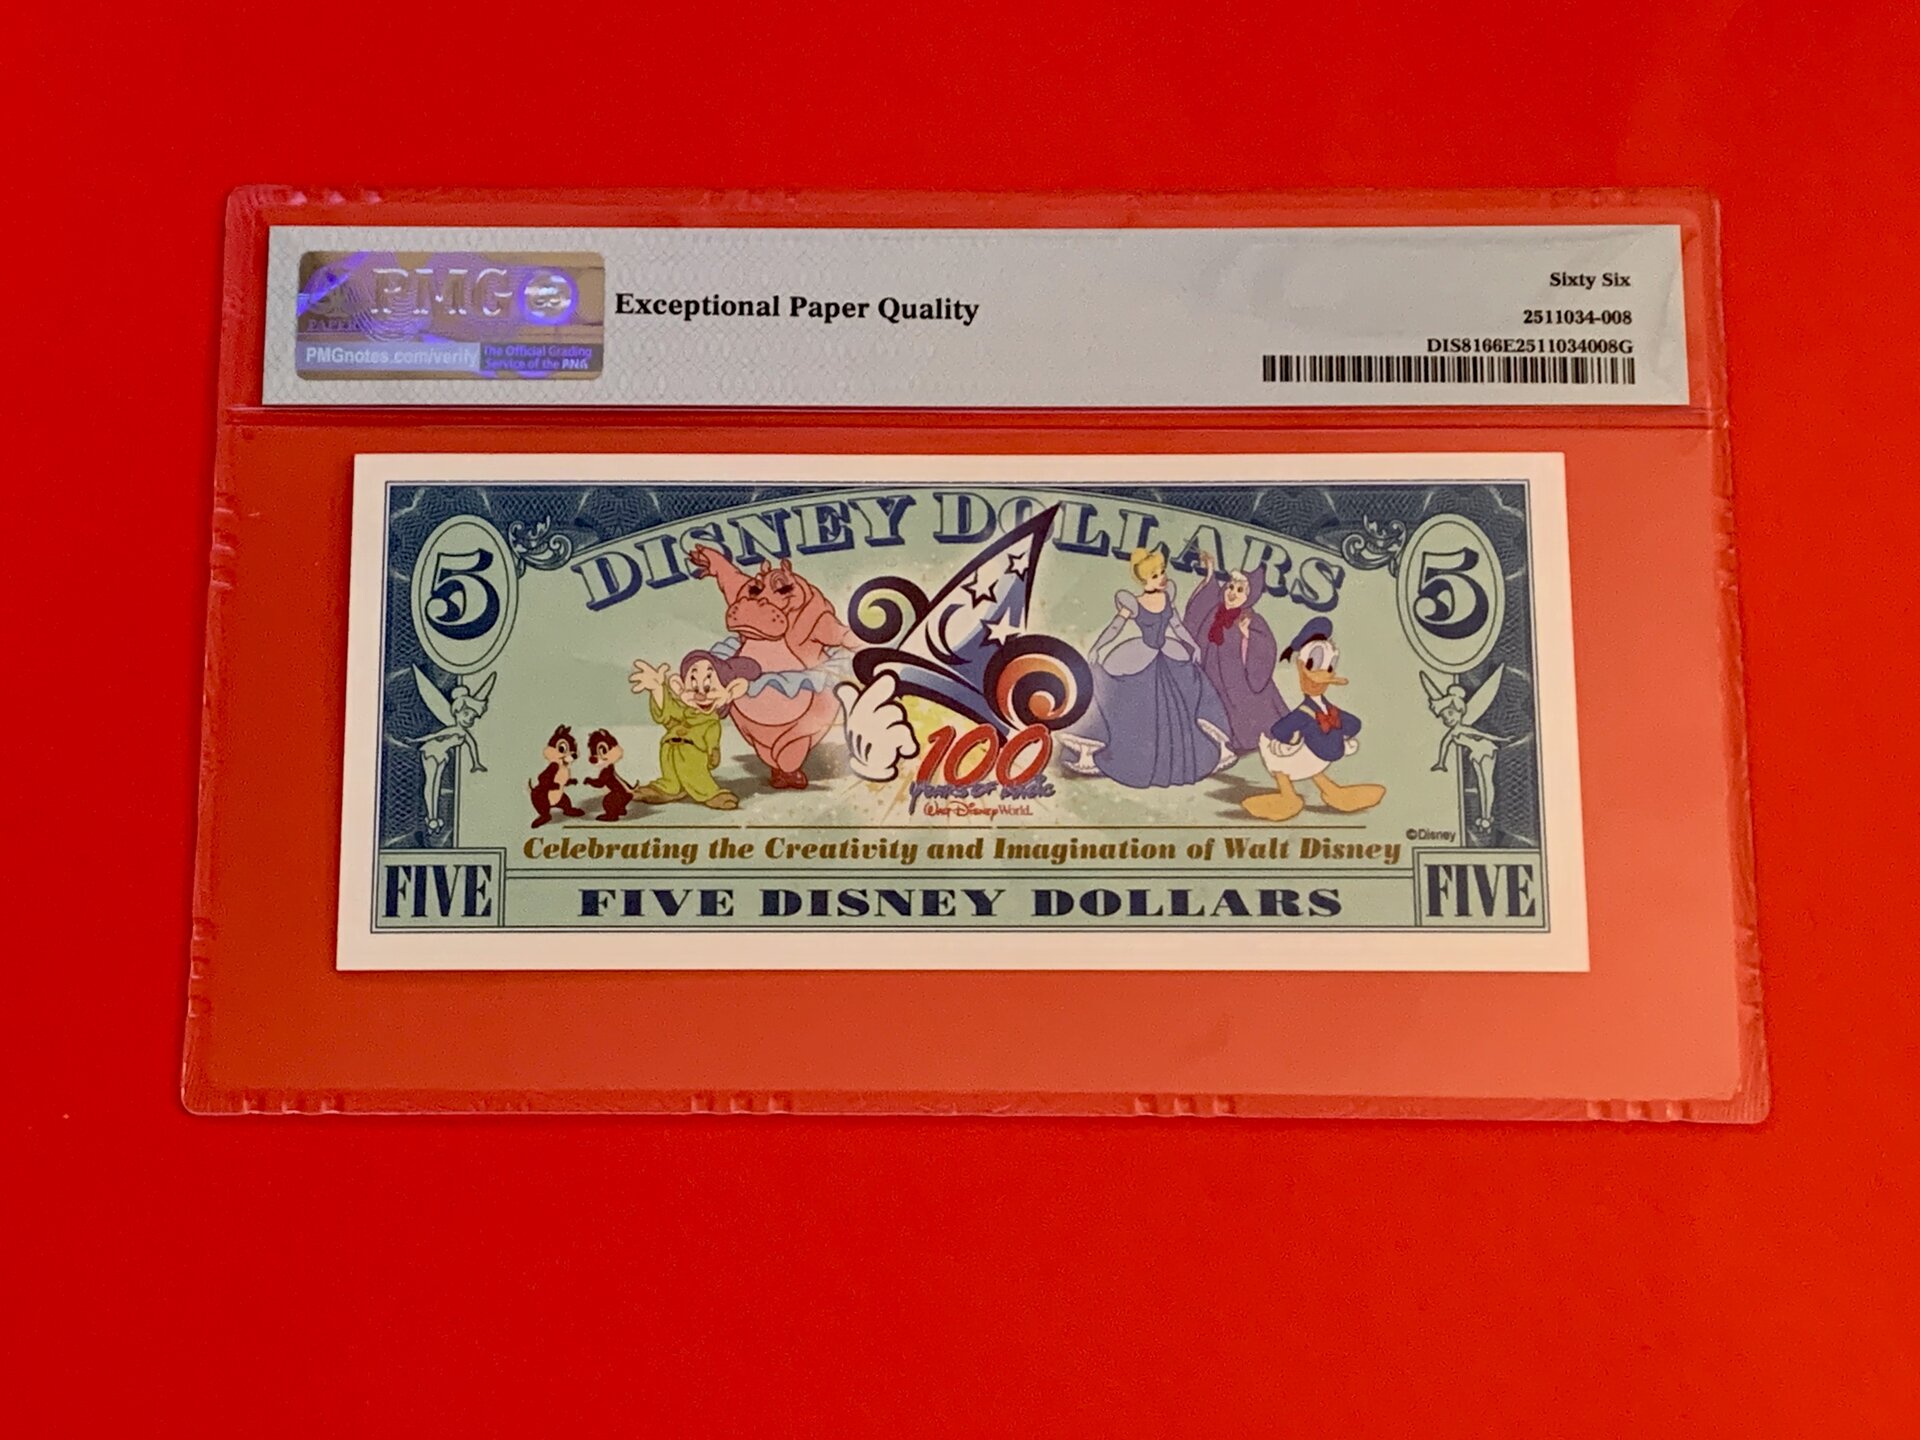 PMG
PAPER
PMGnotes.com/verify
The Official Grading
Service of the PNG
Exceptional Paper Quality
Sixty Six
2511034-008
DIS8166E2511034008G
DISNEY DOLLARS
5
5
100
YEARS OF MAGIC
Walt Disney World
©Disney
Celebrating the Creativity and Imagination of Walt Disney
FIVE
FIVE DISNEY DOLLARS
FIVE